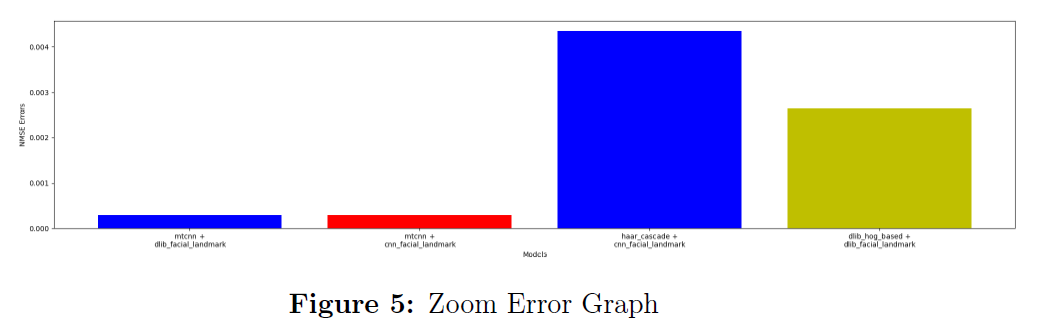 0.004
0.003
0.002
0.001
0.000
NMSE Errors
mtcnn +
dlib_facial_landmark
mtcnn +
cnn_facial_landmark
haar_cascade +
cnn_facial_landmark
dlib_hog_based +
dlib_facial_landmark
Models
Figure 5: Zoom Error Graph